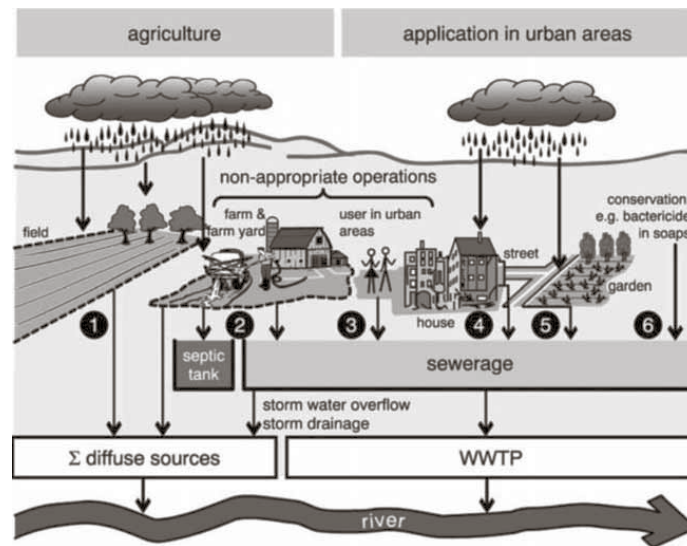 agriculture
application in urban areas
non-appropriate operations
conservation
e.g. bactericide
in soaps
farm &
farm yard
user in urban
areas
field
street
garden
house
1
2
3
4
5
6
septic
tank
sewerage
storm water overflow
storm drainage
Σ diffuse sources
WWTP
river